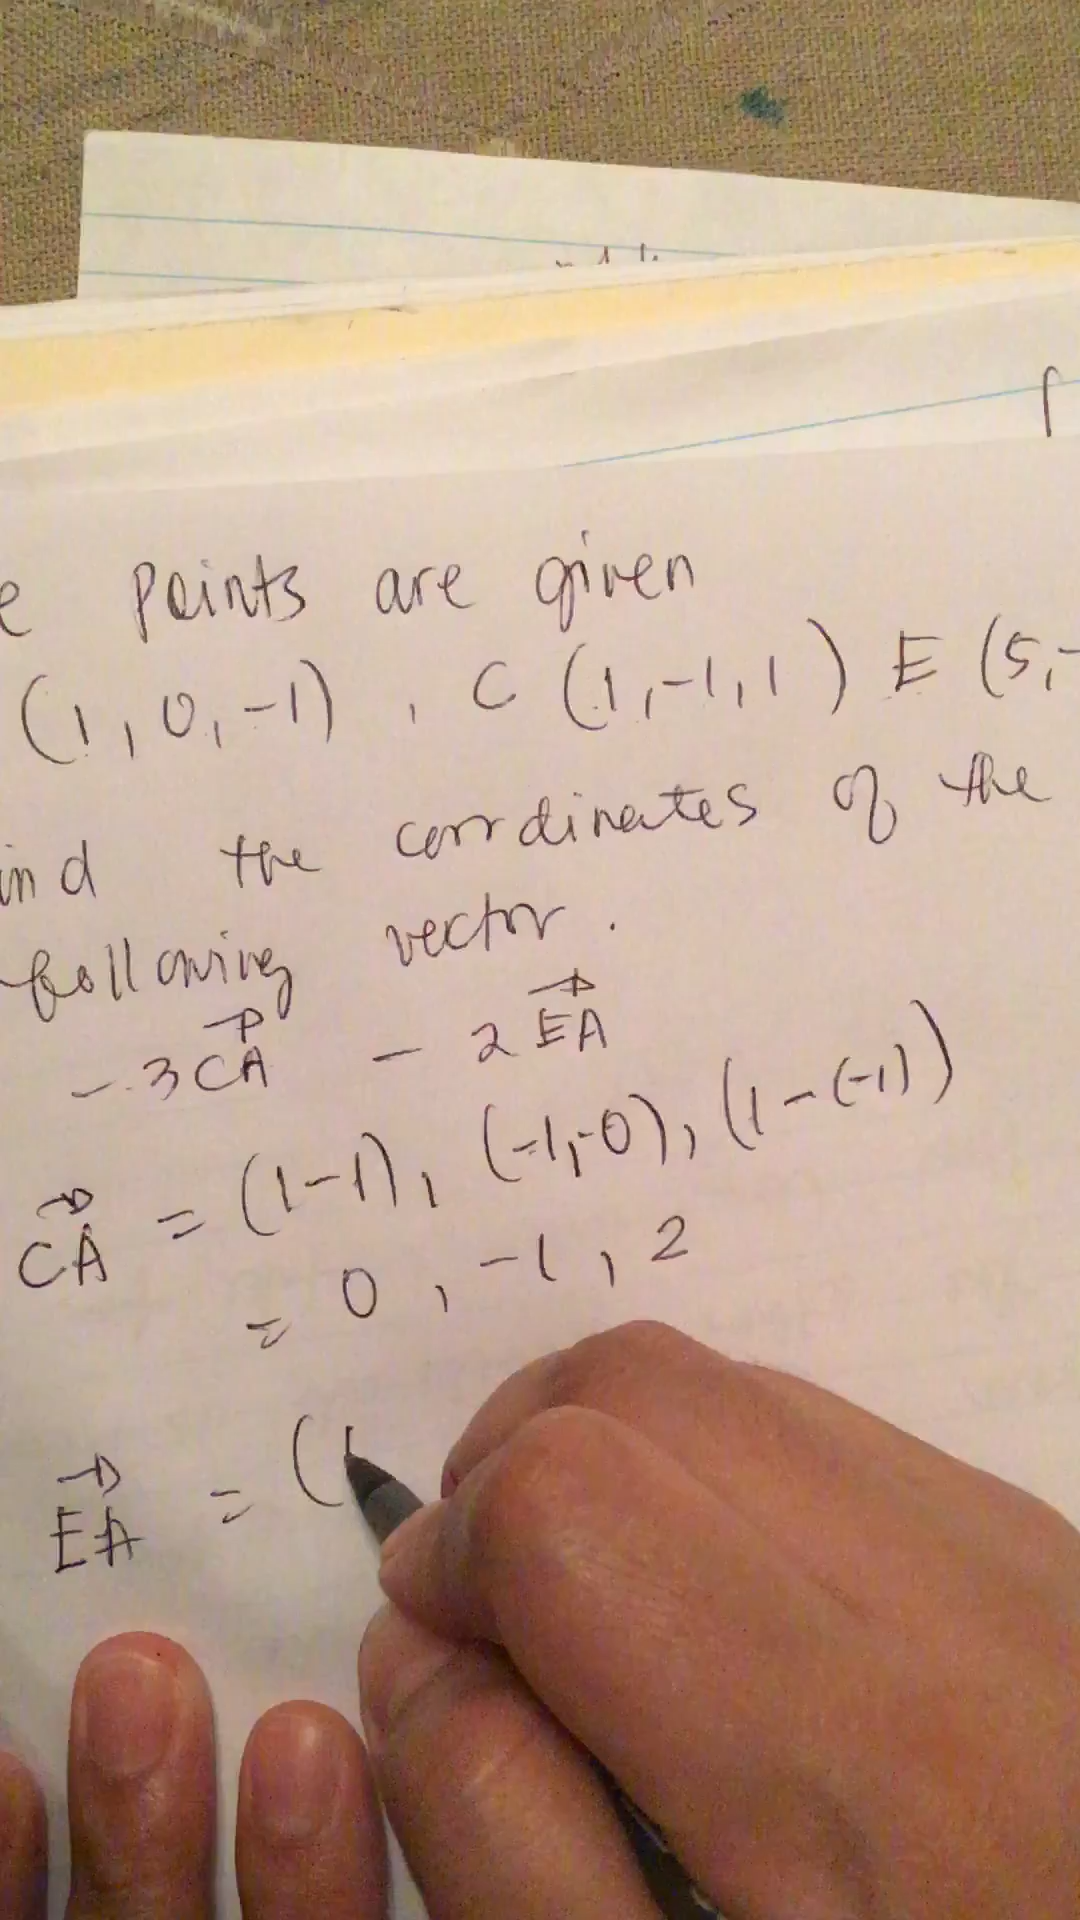 Points are given
(1, 0, -1) , C (1, -1, 1) E (5, -
the coordinates of the
following vector.
-3CA - 2EA
CA = (1-1), (-1,-0), (1-(-1))
= 0, -1, 2
EA = (1